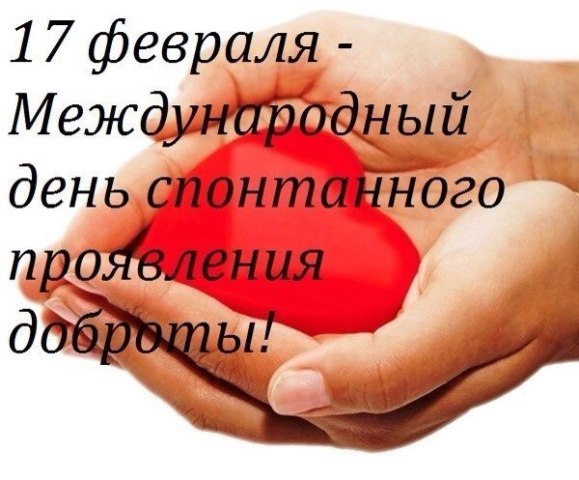 17 февраля -
Международный
день спонтанного
проявления
доброты!